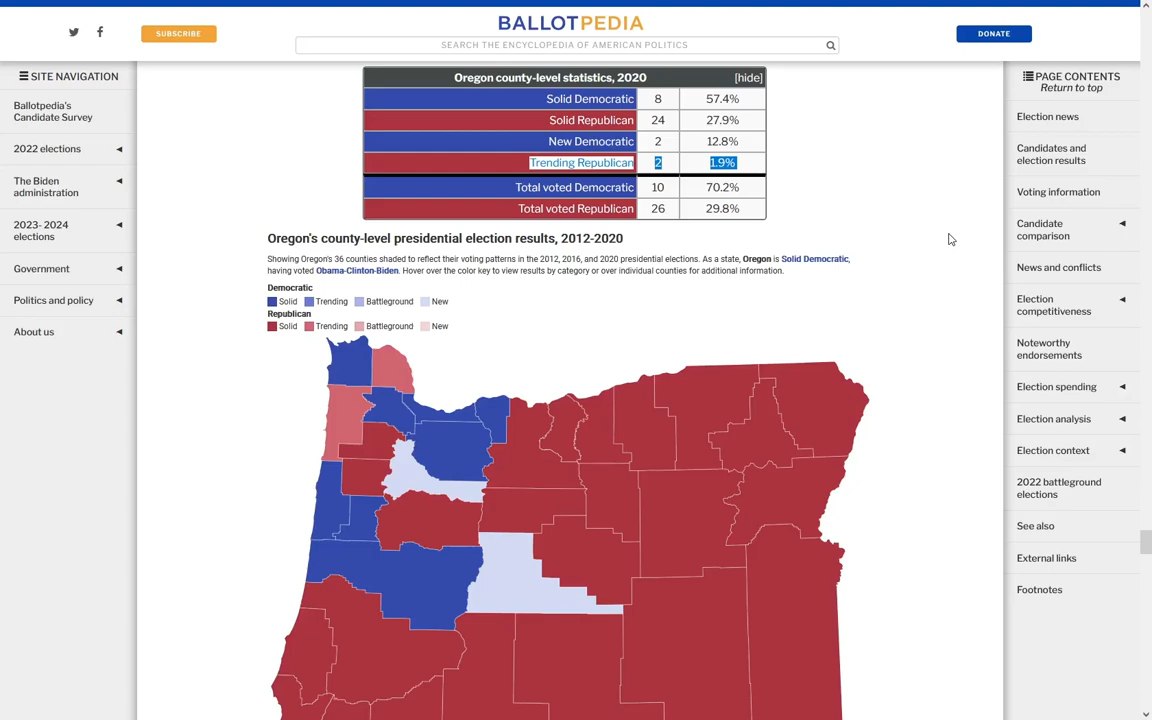 BALLOTPEDIA
SUBSCRIBE
SEARCH THE ENCYCLOPEDIA OF AMERICAN POLITICS
DONATE
SITE NAVIGATION
Ballotpedia's
Candidate Survey
2022 elections
The Biden
administration
2023- 2024
elections
Government
Politics and policy
About us
Oregon county-level statistics, 2020 [hide]
Solid Democratic 8 57.4%
Solid Republican 24 27.9%
New Democratic 2 12.8%
Trending Republican 2 1.9%
Total voted Democratic 10 70.2%
Total voted Republican 26 29.8%
Oregon's county-level presidential election results, 2012-2020
Showing Oregon's 36 counties shaded to reflect their voting patterns in the 2012, 2016, and 2020 presidential elections. As a state, Oregon is Solid Democratic,
having voted Obama-Clinton-Biden. Hover over the color key to view results by category or over individual counties for additional information.
Democratic
Solid Trending Battleground New
Republican
Solid Trending Battleground New
PAGE CONTENTS
Return to top
Election news
Candidates and
election results
Voting information
Candidate
comparison
News and conflicts
Election
competitiveness
Noteworthy
endorsements
Election spending
Election analysis
Election context
2022 battleground
elections
See also
External links
Footnotes